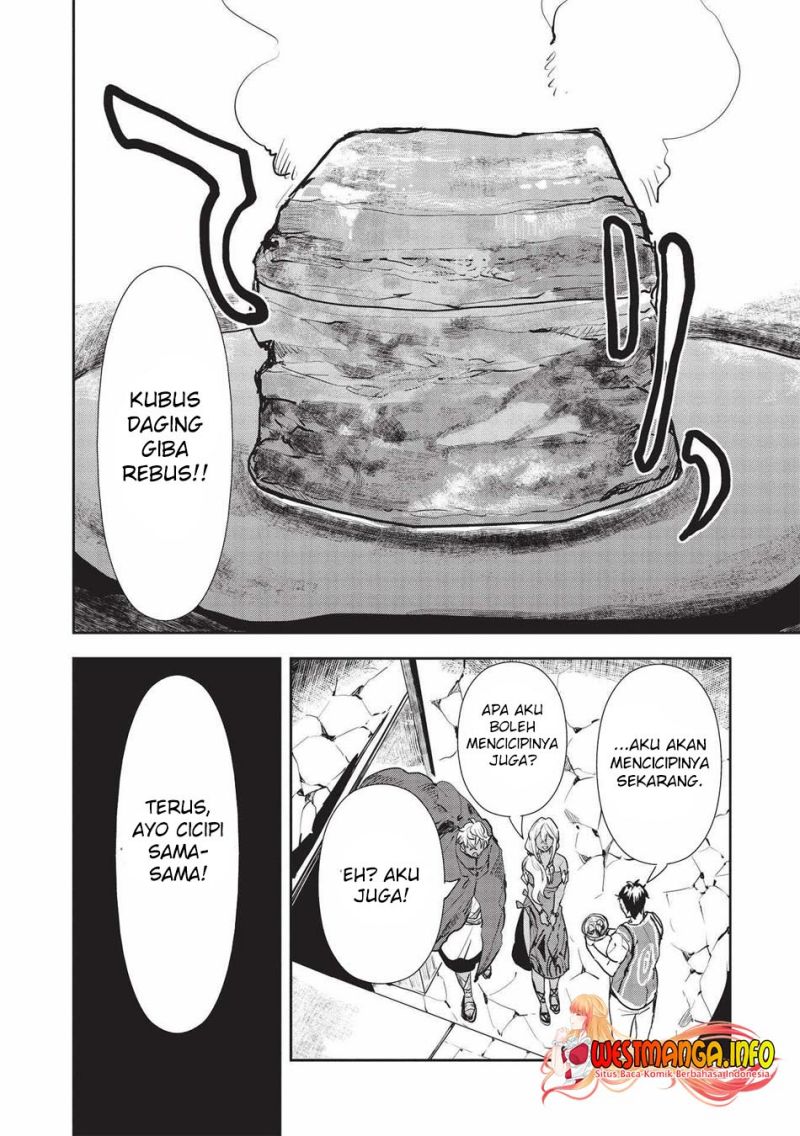 KUBUS
DAGING
GIBA
REBUS!!
...AKU AKAN
MENCICIPINYA
SEKARANG.
APA AKU
BOLEH
MENCICIPINYA
JUGA?
EH? AKU
JUGA!
TERUS,
AYO CICIPI
SAMA-
SAMA!
WESTMANGA.INFO
Situs Baca Komik Berbahasa Indonesia